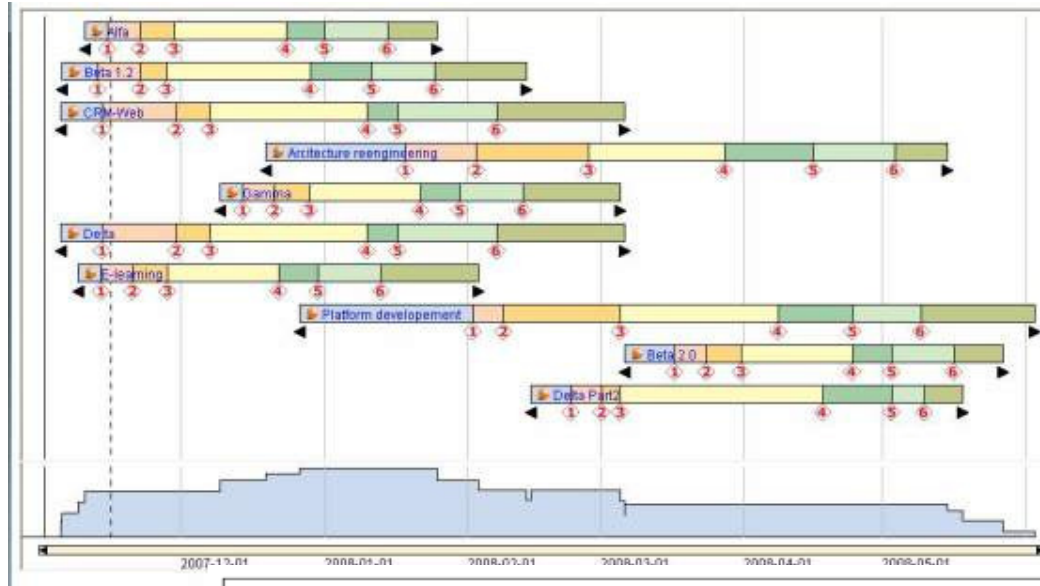 Alfa
1 2 3 4 5 6
Beta 1.2
1 2 3 4 5 6
CRM-Web
1 2 3 4 5 6
Arcitecture reengineering
1 2 3 4 5 6
Gamma
1 2 3 4 5 6
Delta
1 2 3 4 5 6
E-learning
1 2 3 4 5 6
Platform developement
1 2 3 4 5 6
Beta 2.0
1 2 3 4 5 6
Delta Part2
1 2 3 4 5 6
2007-12-01 2008-01-01 2008-02-01 2008-03-01 2008-04-01 2008-05-01